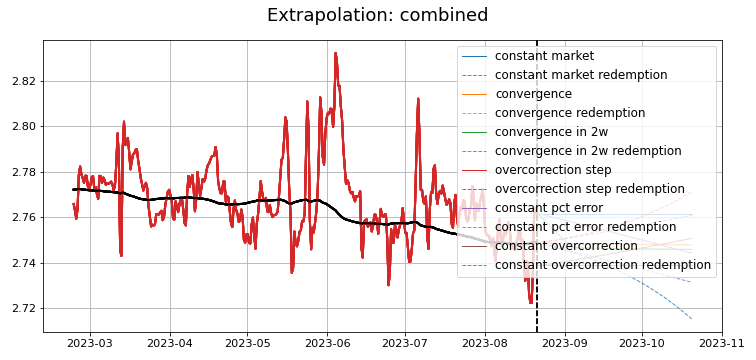 Extrapolation: combined
2.82
2.80
2.78
2.76
2.74
2.72
constant market
constant market redemption
convergence
convergence redemption
convergence in 2w
convergence in 2w redemption
overcorrection step
overcorrection step redemption
constant pct error
constant pct error redemption
constant overcorrection
constant overcorrection redemption
2023-03 2023-04 2023-05 2023-06 2023-07 2023-08 2023-09 2023-10 2023-11